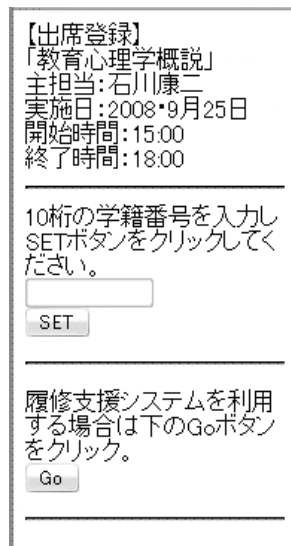 【出席登録】
「教育心理学概説」
主担当:石川康二
実施日:2008･9月25日
開始時間:15:00
終了時間:18:00
10桁の学籍番号を入力し
SETボタンをクリックしてく
ださい。
SET
履修支援システムを利用
する場合は下のGoボタン
をクリック。
Go